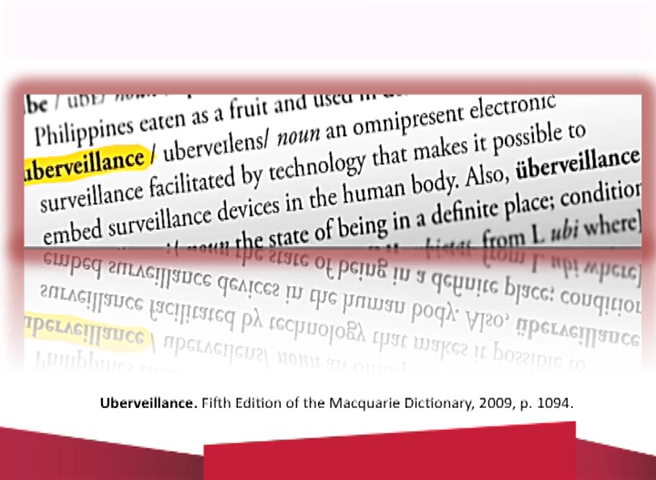 Philippines eaten as a fruit and used in
uberveillance / uberveılens/ noun an omnipresent electronic
surveillance facilitated by technology that makes it possible to
embed surveillance devices in the human body. Also, überveillance
noun the state of being in a definite place; condition
from L ubi where]
Uberveillance. Fifth Edition of the Macquarie Dictionary, 2009, p. 1094.